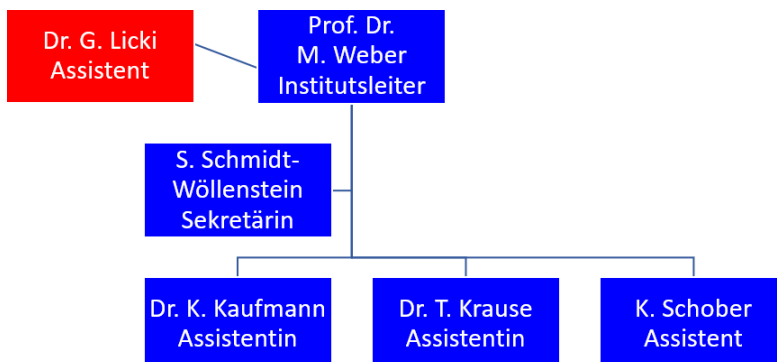 Dr. G. Licki
Assistent
Prof. Dr.
M. Weber
Institutsleiter
S. Schmidt-
Wöllenstein
Sekretärin
Dr. K. Kaufmann
Assistentin
Dr. T. Krause
Assistentin
K. Schober
Assistent